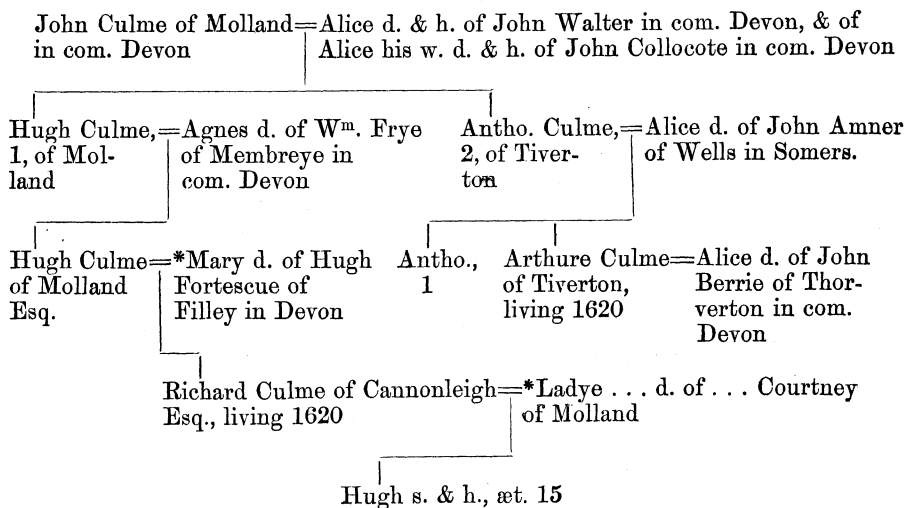 John Culme of Molland=Alice d. & h. of John Walter in com. Devon, & of
in com. Devon
Alice his w. d. & h. of John Collocote in com. Devon
Hugh Culme,=Agnes d. of Wᵐ. Frye
1, of Mol-
land
of Membreye in
com. Devon
Antho. Culme,=Alice d. of John Amner
2, of Tiver-
ton
of Wells in Somers.
Hugh Culme=*Mary d. of Hugh
of Molland
Esq.
Fortescue of
Filley in Devon
Antho.,
1
Arthure Culme=Alice d. of John
of Tiverton,
living 1620
Berrie of Thor-
verton in com.
Devon
Richard Culme of Cannonleigh=*Ladye . . . d. of . . . Courtney
Esq., living 1620
of Molland
Hugh s. & h., æt. 15